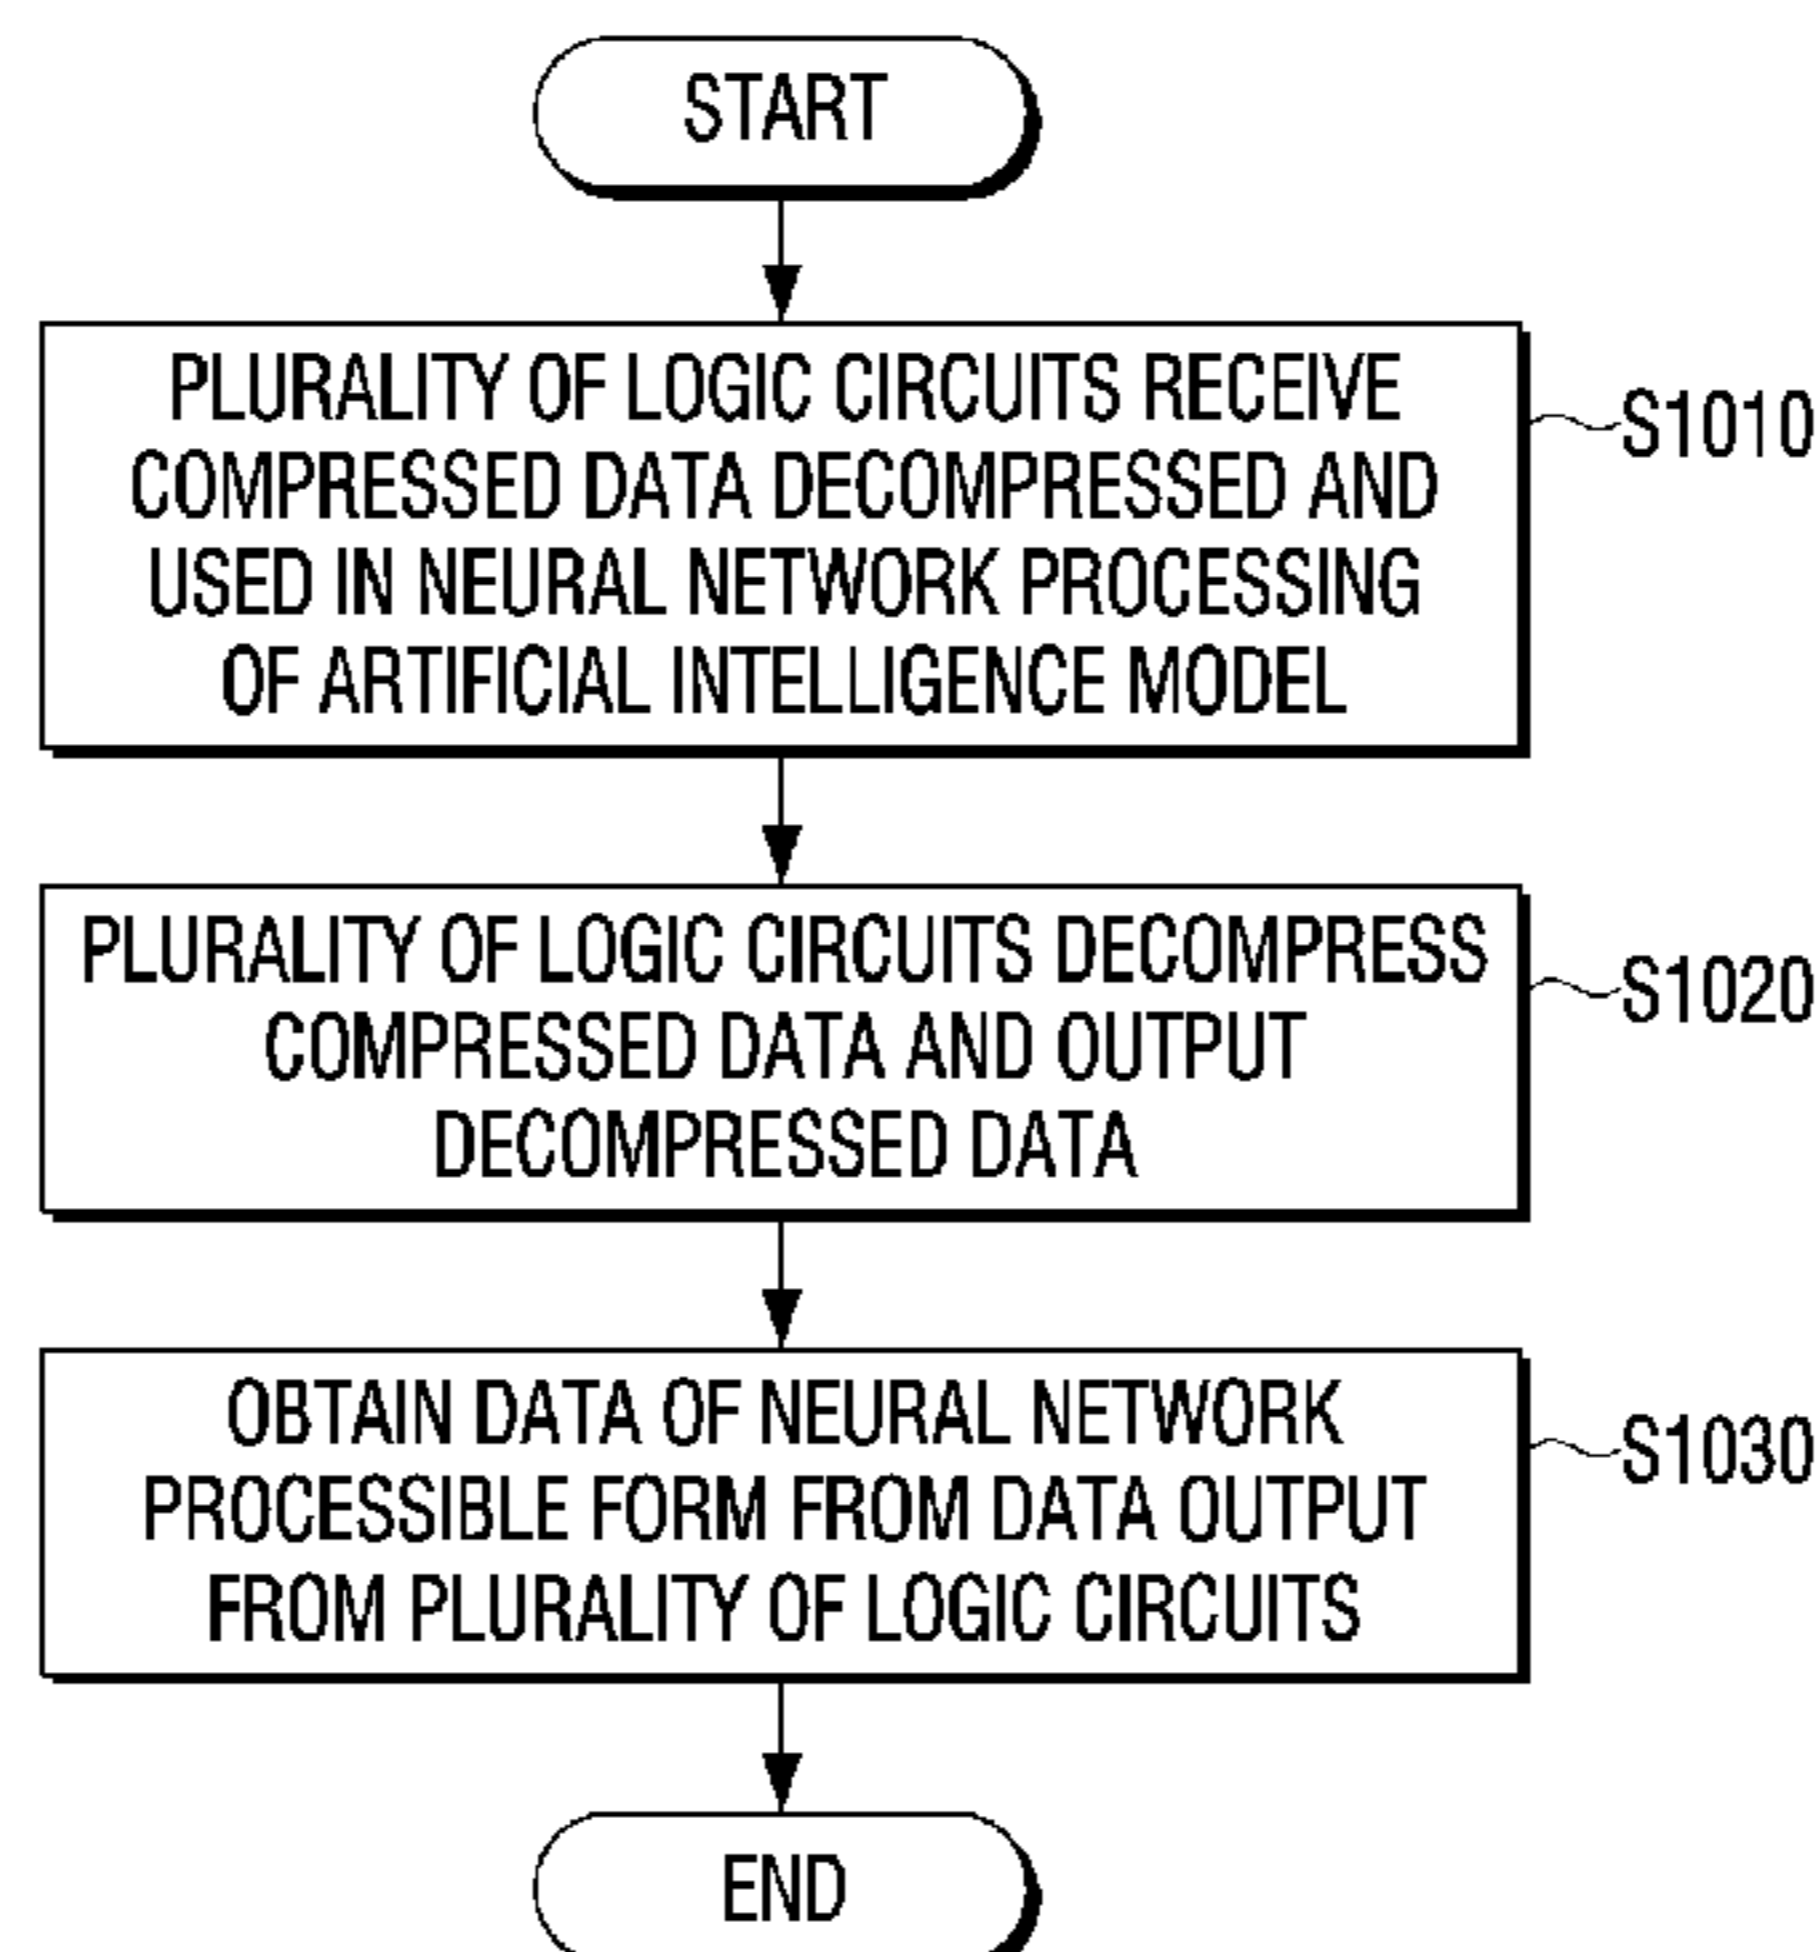 START
PLURALITY OF LOGIC CIRCUITS RECEIVE
COMPRESSED DATA DECOMPRESSED AND
USED IN NEURAL NETWORK PROCESSING
OF ARTIFICIAL INTELLIGENCE MODEL
S1010
PLURALITY OF LOGIC CIRCUITS DECOMPRESS
COMPRESSED DATA AND OUTPUT
DECOMPRESSED DATA
S1020
OBTAIN DATA OF NEURAL NETWORK
PROCESSIBLE FORM FROM DATA OUTPUT
FROM PLURALITY OF LOGIC CIRCUITS
S1030
END